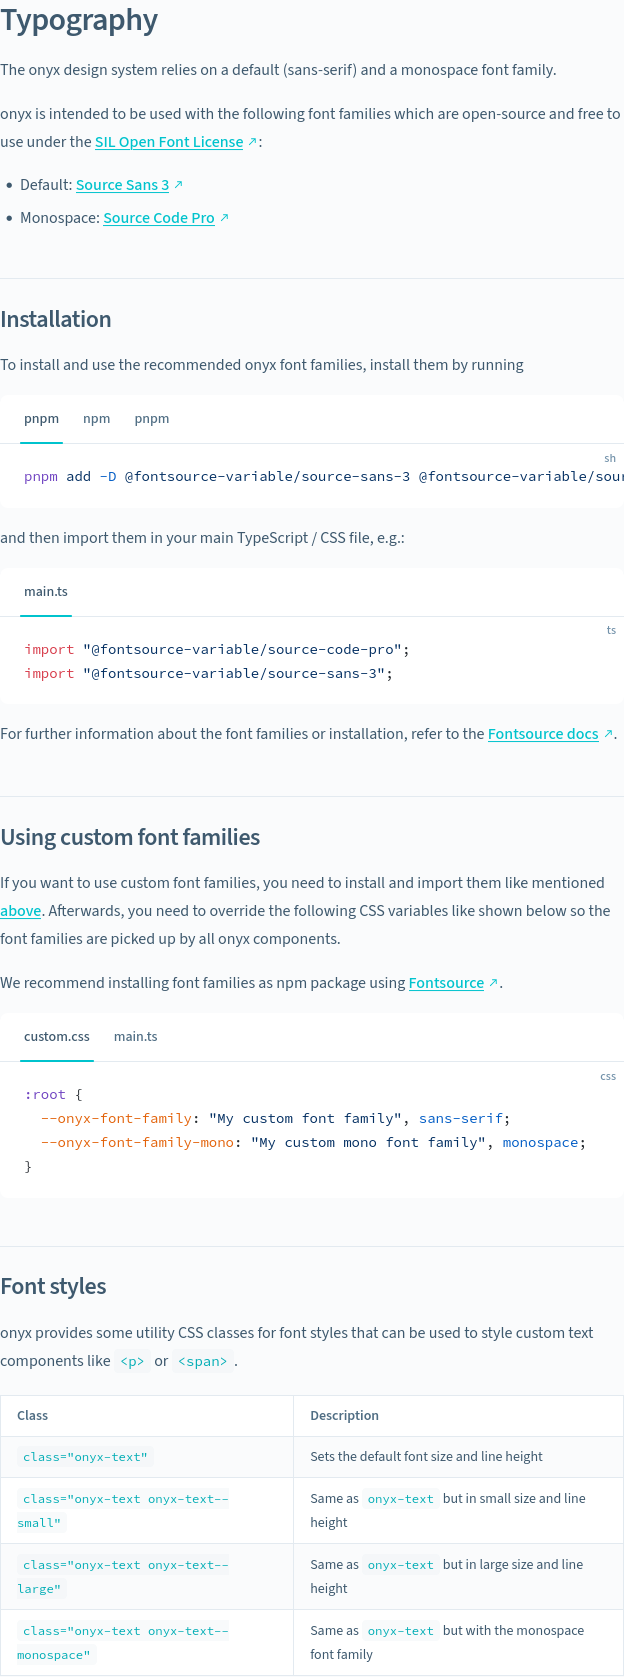 Typography
The onyx design system relies on a default (sans-serif) and a monospace font family.
onyx is intended to be used with the following font families which are open-source and free to
use under the SIL Open Font License ↗:
• Default: Source Sans 3 ↗
• Monospace: Source Code Pro ↗
Installation
To install and use the recommended onyx font families, install them by running
pnpm npm pnpm
sh
pnpm add -D @fontsource-variable/source-sans-3 @fontsource-variable/sour
and then import them in your main TypeScript / CSS file, e.g.:
main.ts
ts
import "@fontsource-variable/source-code-pro";
import "@fontsource-variable/source-sans-3";
For further information about the font families or installation, refer to the Fontsource docs ↗.
Using custom font families
If you want to use custom font families, you need to install and import them like mentioned
above. Afterwards, you need to override the following CSS variables like shown below so the
font families are picked up by all onyx components.
We recommend installing font families as npm package using Fontsource ↗.
custom.css main.ts
css
:root {
  --onyx-font-family: "My custom font family", sans-serif;
  --onyx-font-family-mono: "My custom mono font family", monospace;
}
Font styles
onyx provides some utility CSS classes for font styles that can be used to style custom text
components like <p> or <span>.
Class Description
class="onyx-text" Sets the default font size and line height
class="onyx-text onyx-text-- Same as onyx-text but in small size and line
small" height
class="onyx-text onyx-text-- Same as onyx-text but in large size and line
large" height
class="onyx-text onyx-text-- Same as onyx-text but with the monospace
monospace" font family